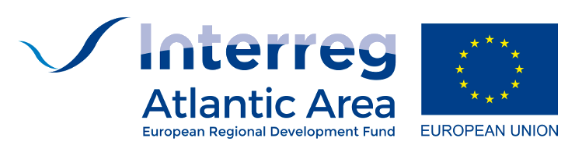 Interreg
Atlantic Area
European Regional Development Fund
EUROPEAN UNION